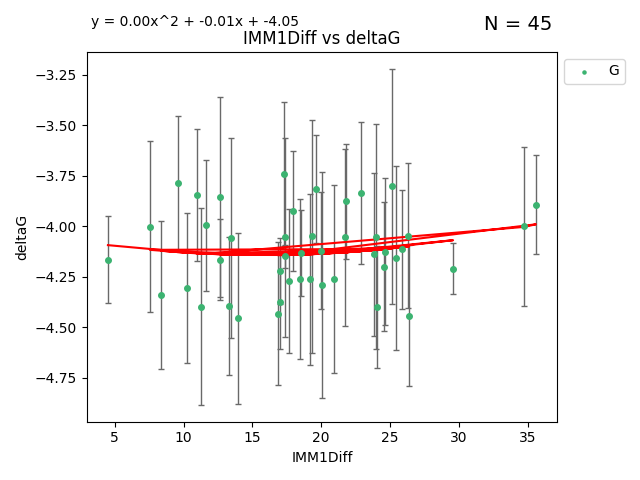 y = 0.00x^2 + -0.01x + -4.05
N = 45
IMM1Diff vs deltaG
G
−3.25
−3.50
−3.75
−4.00
−4.25
−4.50
−4.75
deltaG
5 10 15 20 25 30 35
IMM1Diff